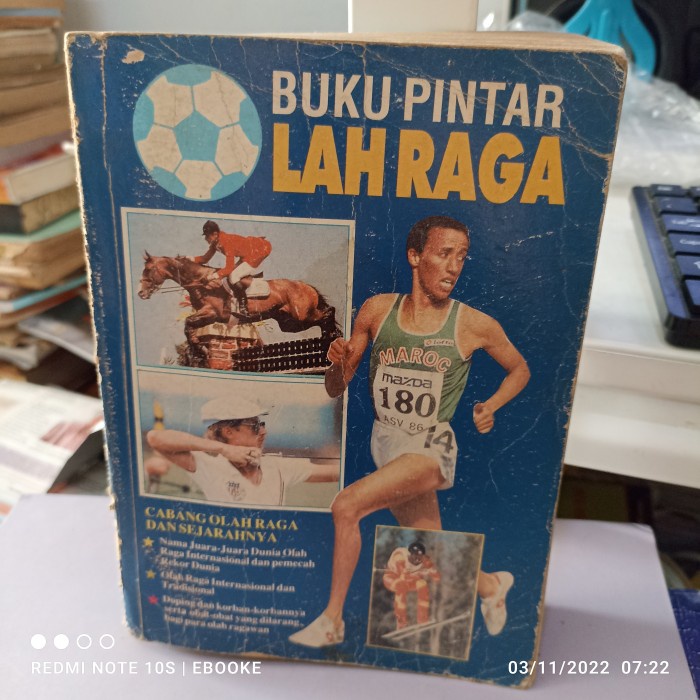 BUKU PINTAR
LAH RAGA
MAROC
mazda
180
ASV 86
14
CABANG OLAH RAGA
DAN SEJARAHNYA
Nama Juara-Juara Dunia Olah
Raga Internasional dan pemecah
Rekor Dunia
Olah Raga Internasional dan
Tradisional
Doping dan korban-korbannya
serta obat-obat yang dilarang
bagi para olah ragawan
REDMI NOTE 10S | EBOOKE
03/11/2022 07:22